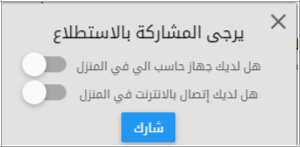 يرجى المشاركة بالاستطلاع
هل لديك جهاز حاسب الي في المنزل
هل لديك إتصال بالانترنت في المنزل
شارك